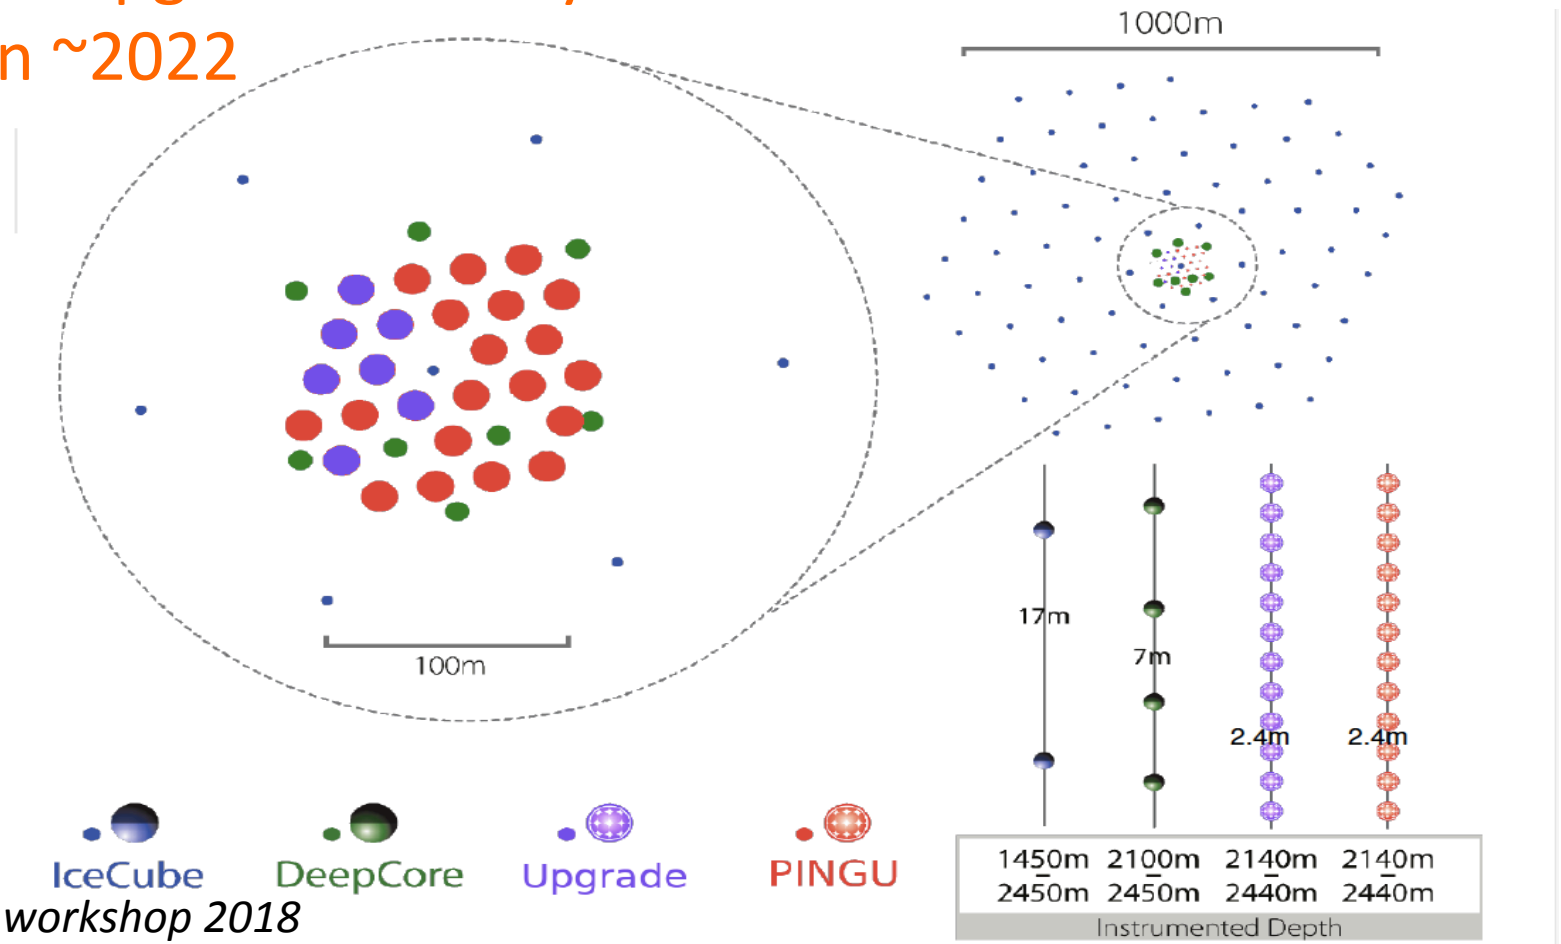 n ~2022
1000m
100m
17m
7m
2.4m 2.4m
IceCube DeepCore Upgrade PINGU
1450m 2100m 2140m 2140m
– – – –
2450m 2450m 2440m 2440m
Instrumented Depth
workshop 2018